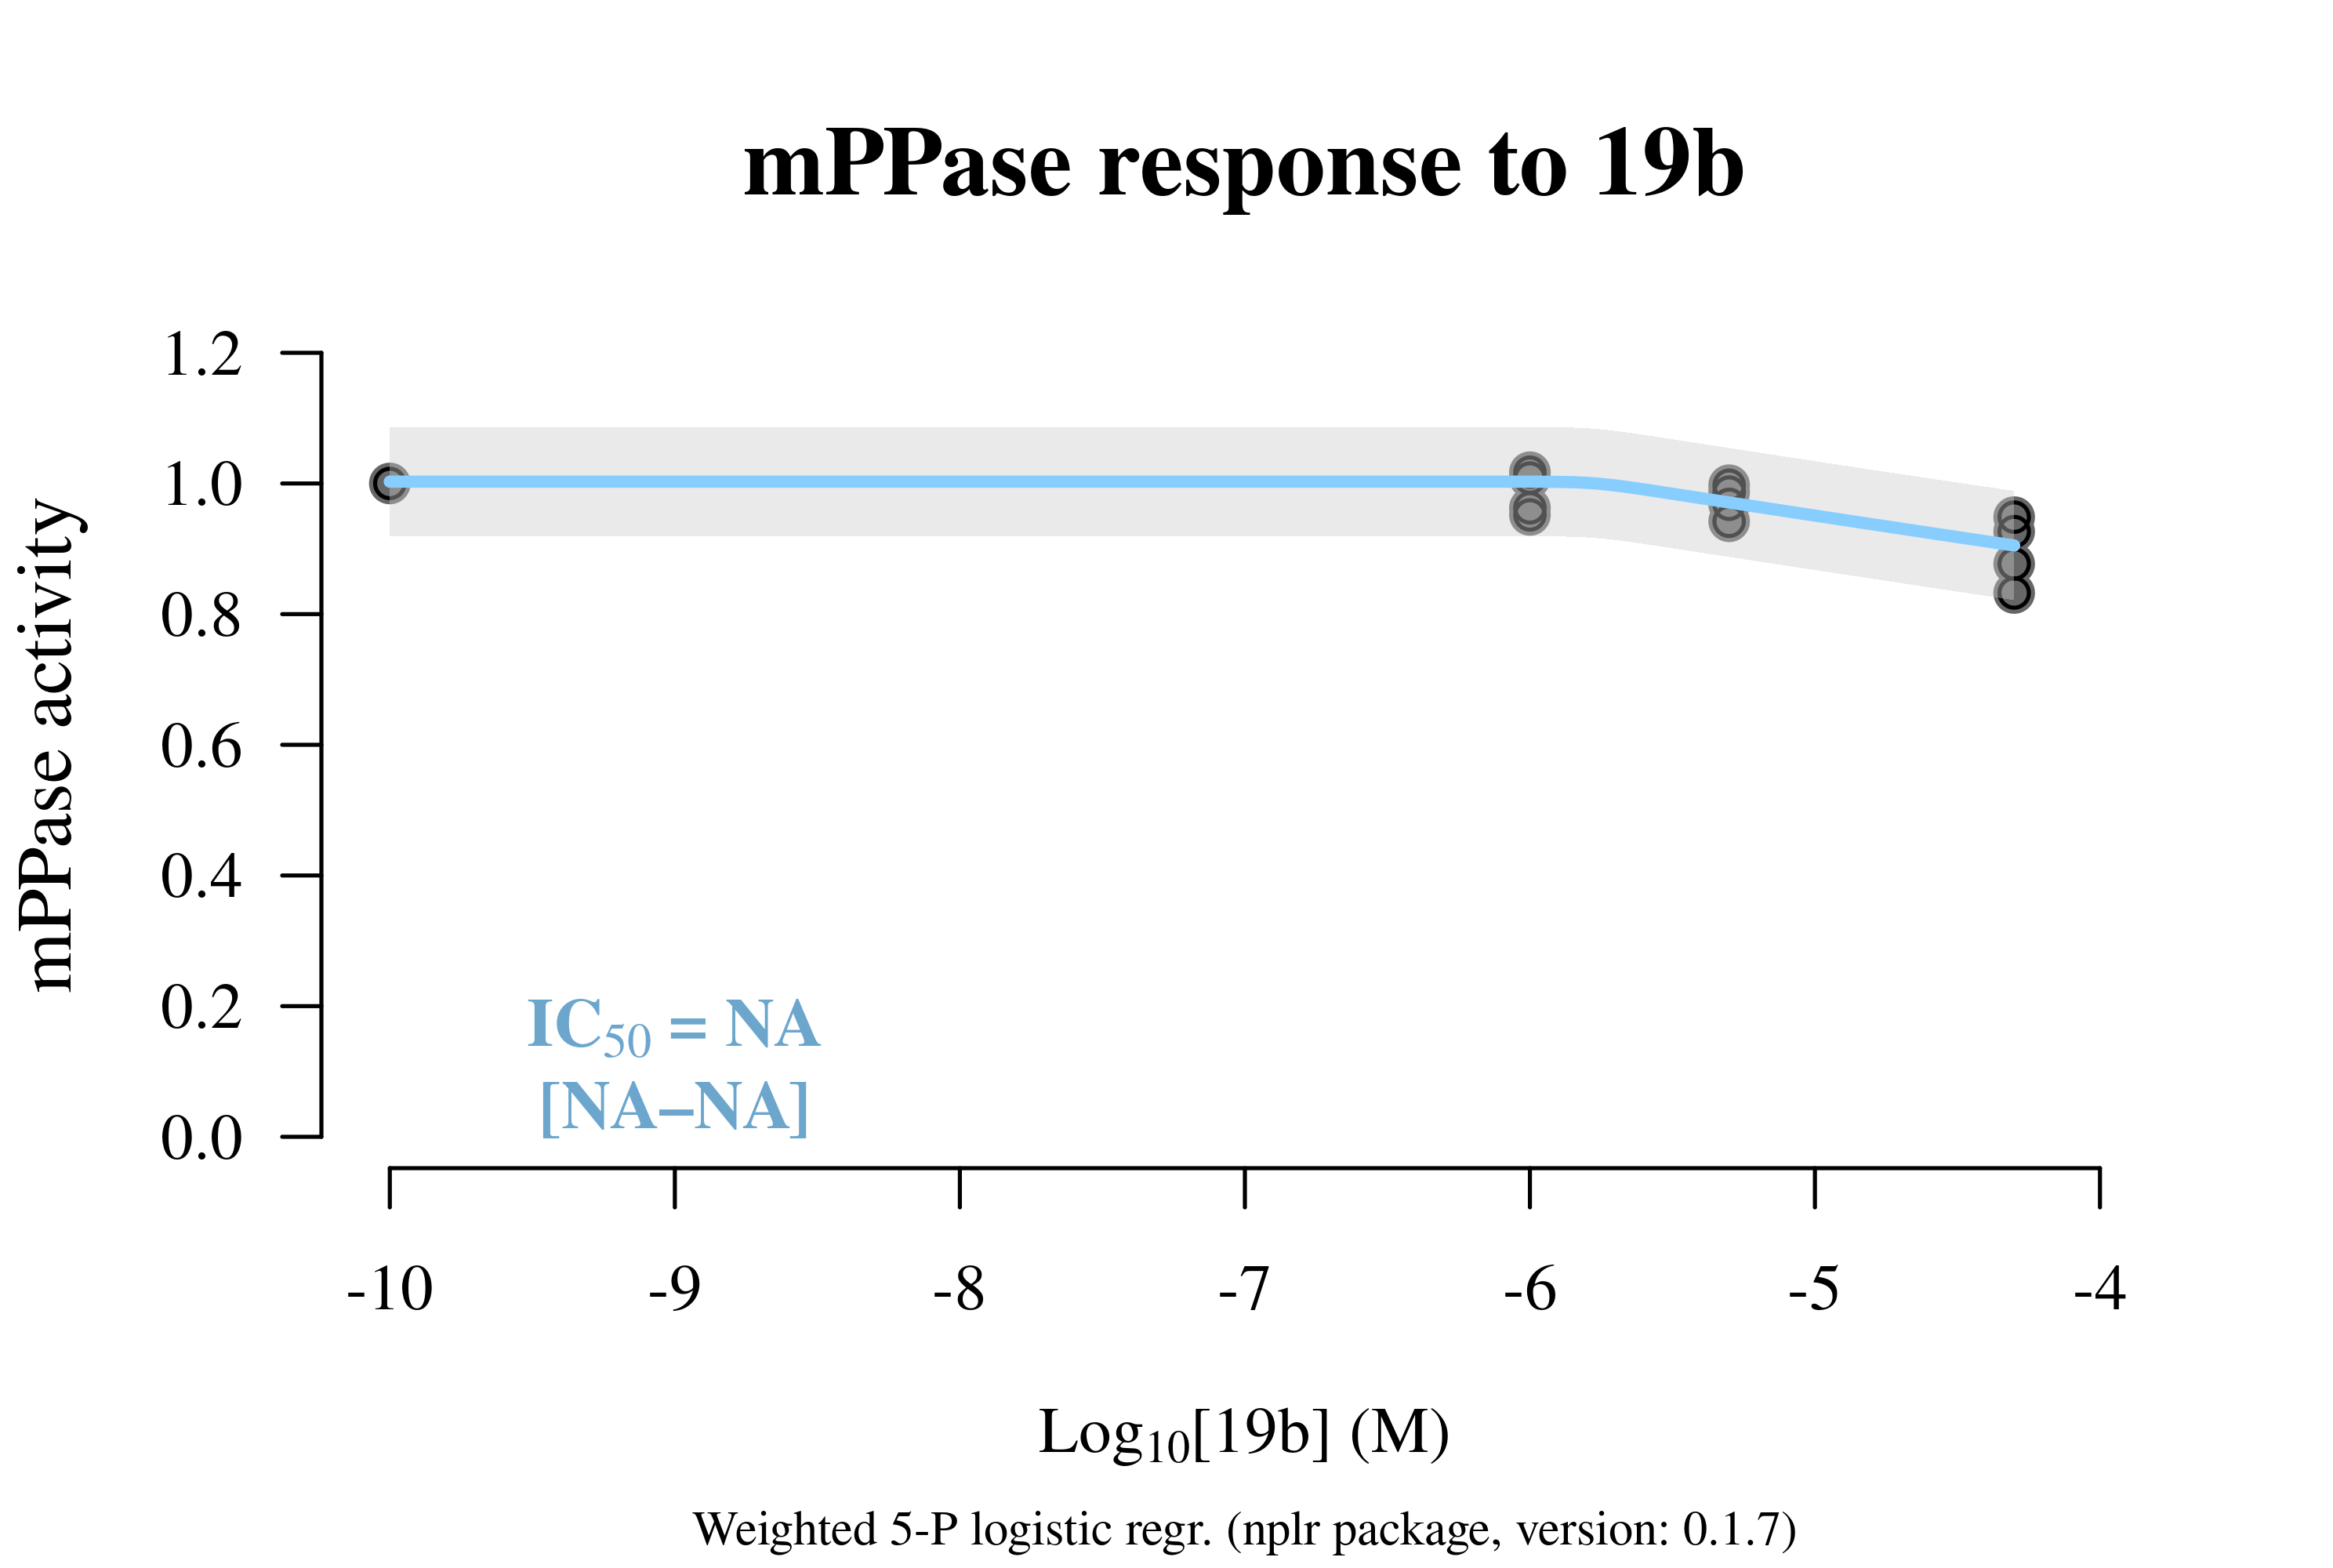 mPPase response to 19b
mPPase activity
1.2
1.0
0.8
0.6
0.4
0.2
0.0
IC50 = NA
[NA–NA]
-10 -9 -8 -7 -6 -5 -4
Log10[19b] (M)
Weighted 5-P logistic regr. (nplr package, version: 0.1.7)